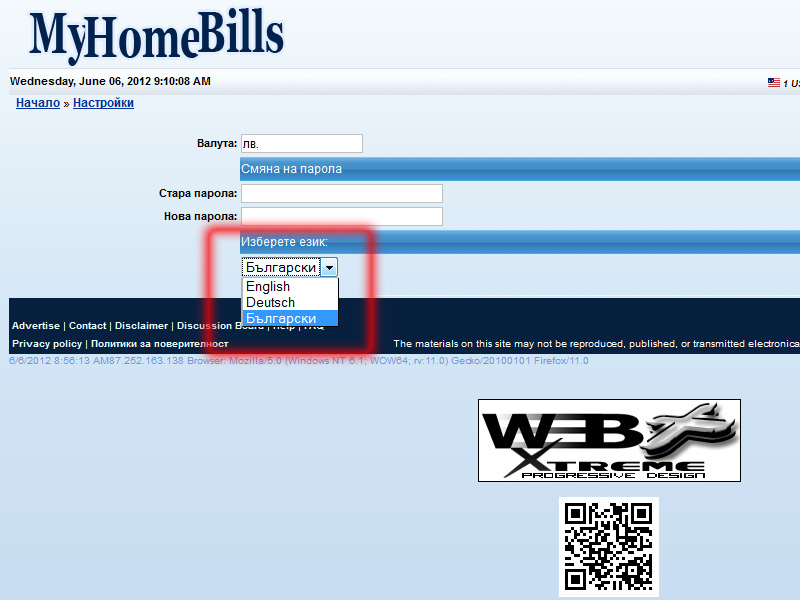 MyHomeBills
Wednesday, June 06, 2012 9:10:08 AM
1 US
Начало » Настройки
Валута: лв.
Смяна на парола
Стара парола:
Нова парола:
Изберете език:
Български
English
Deutsch
Български
Advertise | Contact | Disclaimer | Discussion Board | Help | FAQ
Privacy policy | Политики за поверителност
The materials on this site may not be reproduced, published, or transmitted electronica
6/6/2012 8:56:13 AM87.252.163.138 Browser: Mozilla/5.0 (Windows NT 6.1; WOW64; rv:11.0) Gecko/20100101 Firefox/11.0
WEB
XTREME
PROGRESSIVE DESIGN